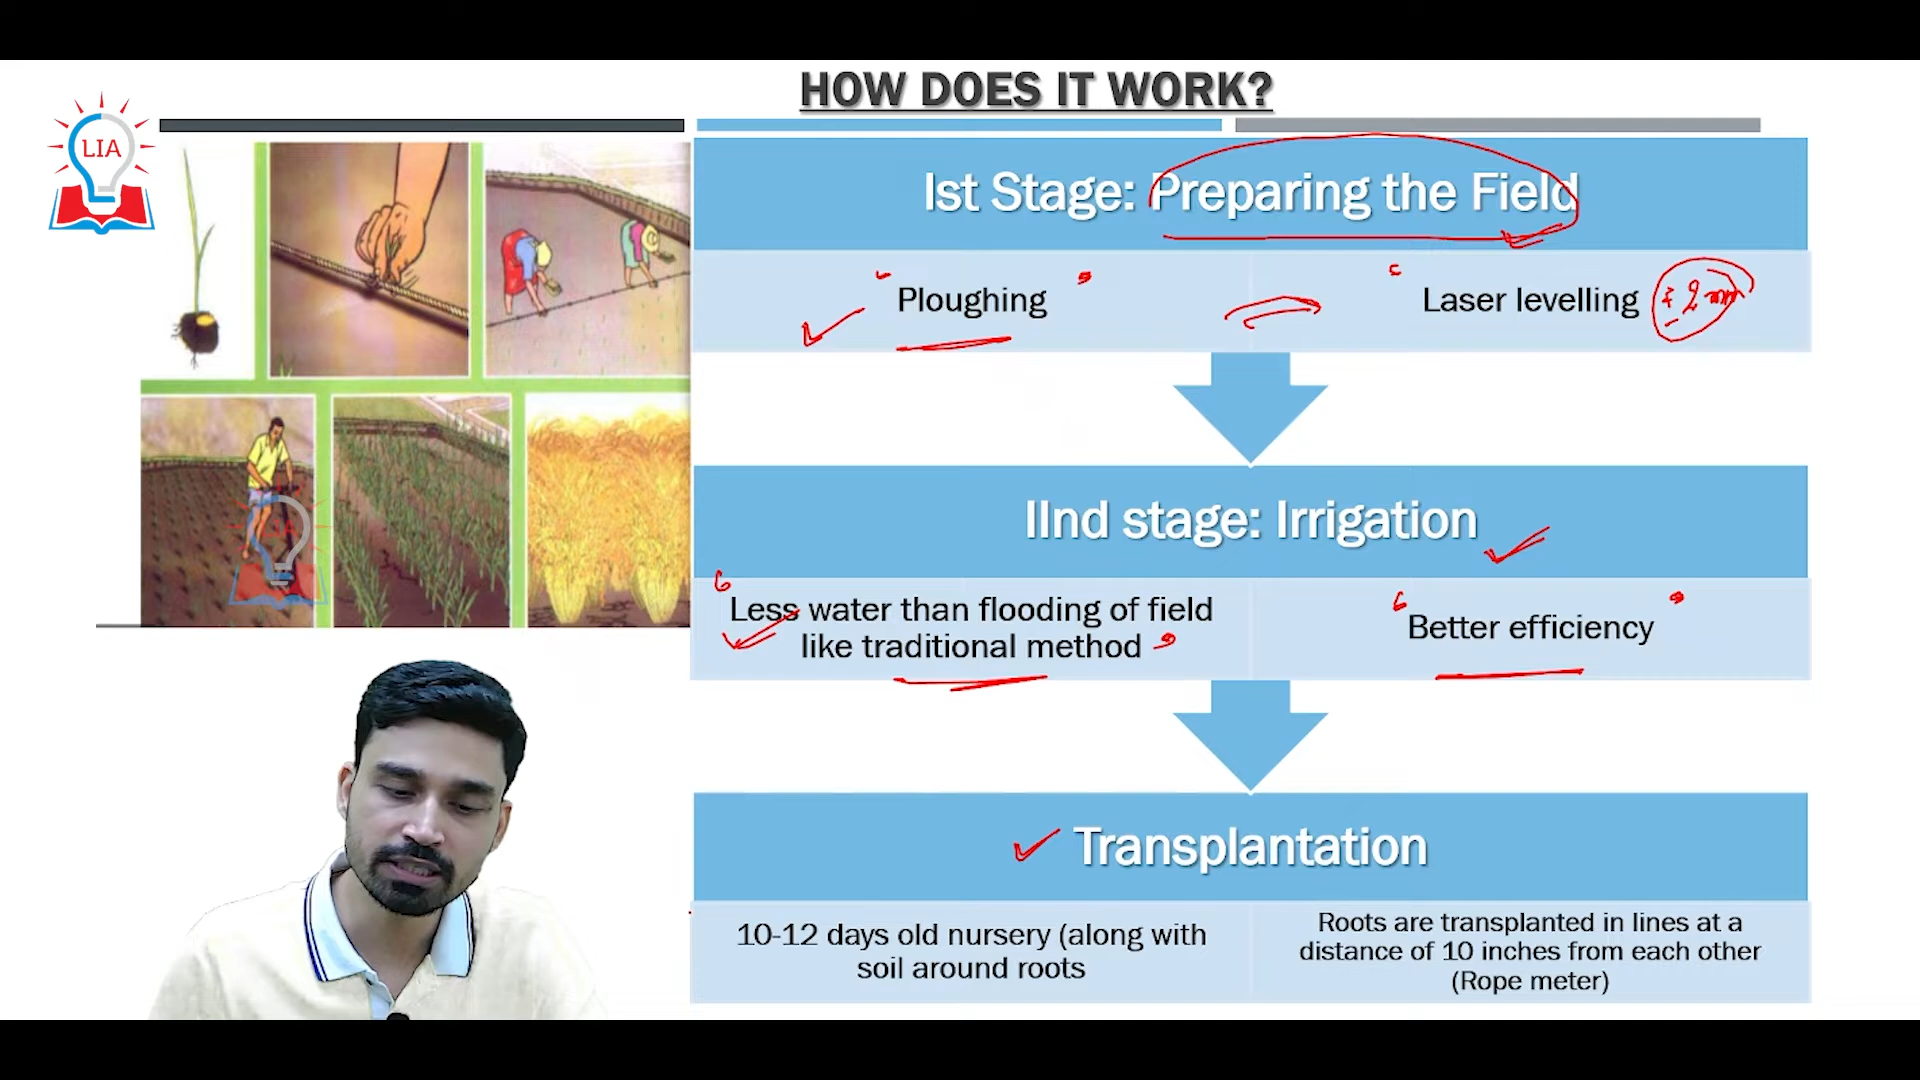 HOW DOES IT WORK?
LIA
Ist Stage: Preparing the Field
Ploughing
Laser levelling
± 2 mm
IInd stage: Irrigation
Less water than flooding of field
like traditional method
Better efficiency
Transplantation
10-12 days old nursery (along with
soil around roots
Roots are transplanted in lines at a
distance of 10 inches from each other
(Rope meter)